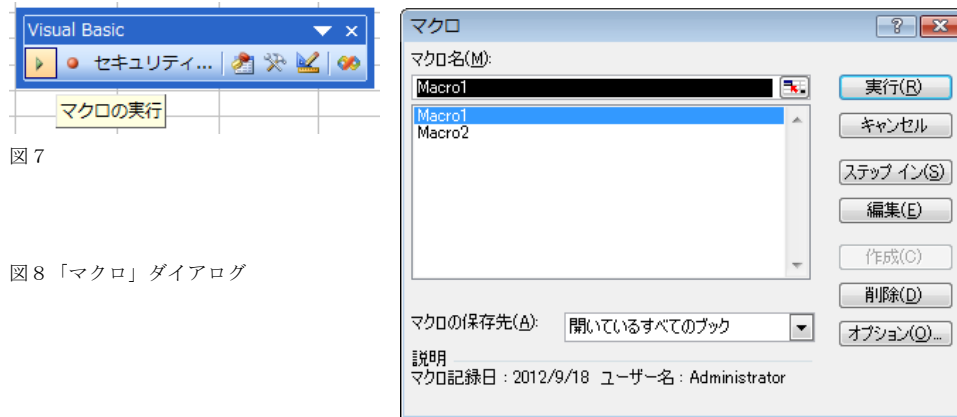 Visual Basic
セキュリティ...
マクロの実行
図７
図８「マクロ」ダイアログ
マクロ
マクロ名(M):
Macro1
Macro1
Macro2
実行(R)
キャンセル
ステップ イン(S)
編集(E)
作成(C)
削除(D)
オプション(O)...
マクロの保存先(A):
開いているすべてのブック
説明
マクロ記録日 : 2012/9/18 ユーザー名 : Administrator